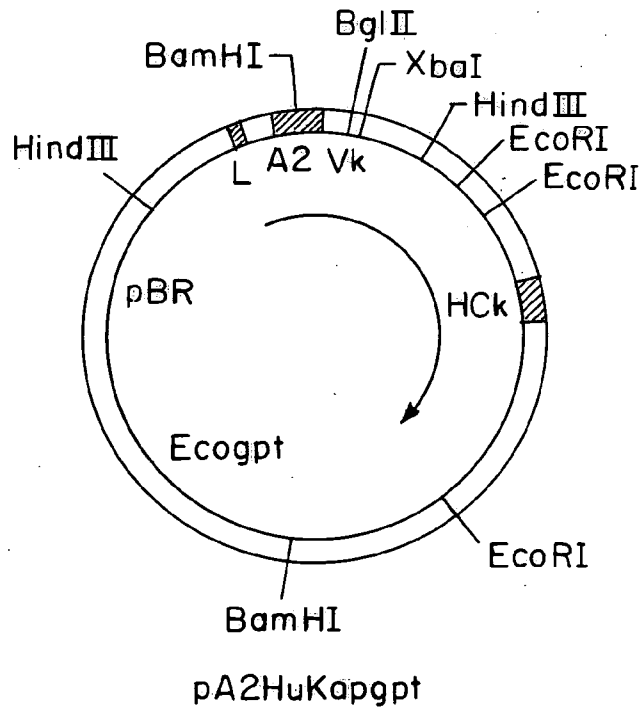 BglII
BamHI
XbaI
HindIII
EcoRI
EcoRI
HindIII
L
A2
Vk
pBR
HCk
Ecogpt
EcoRI
BamHI
pA2HuKapgpt